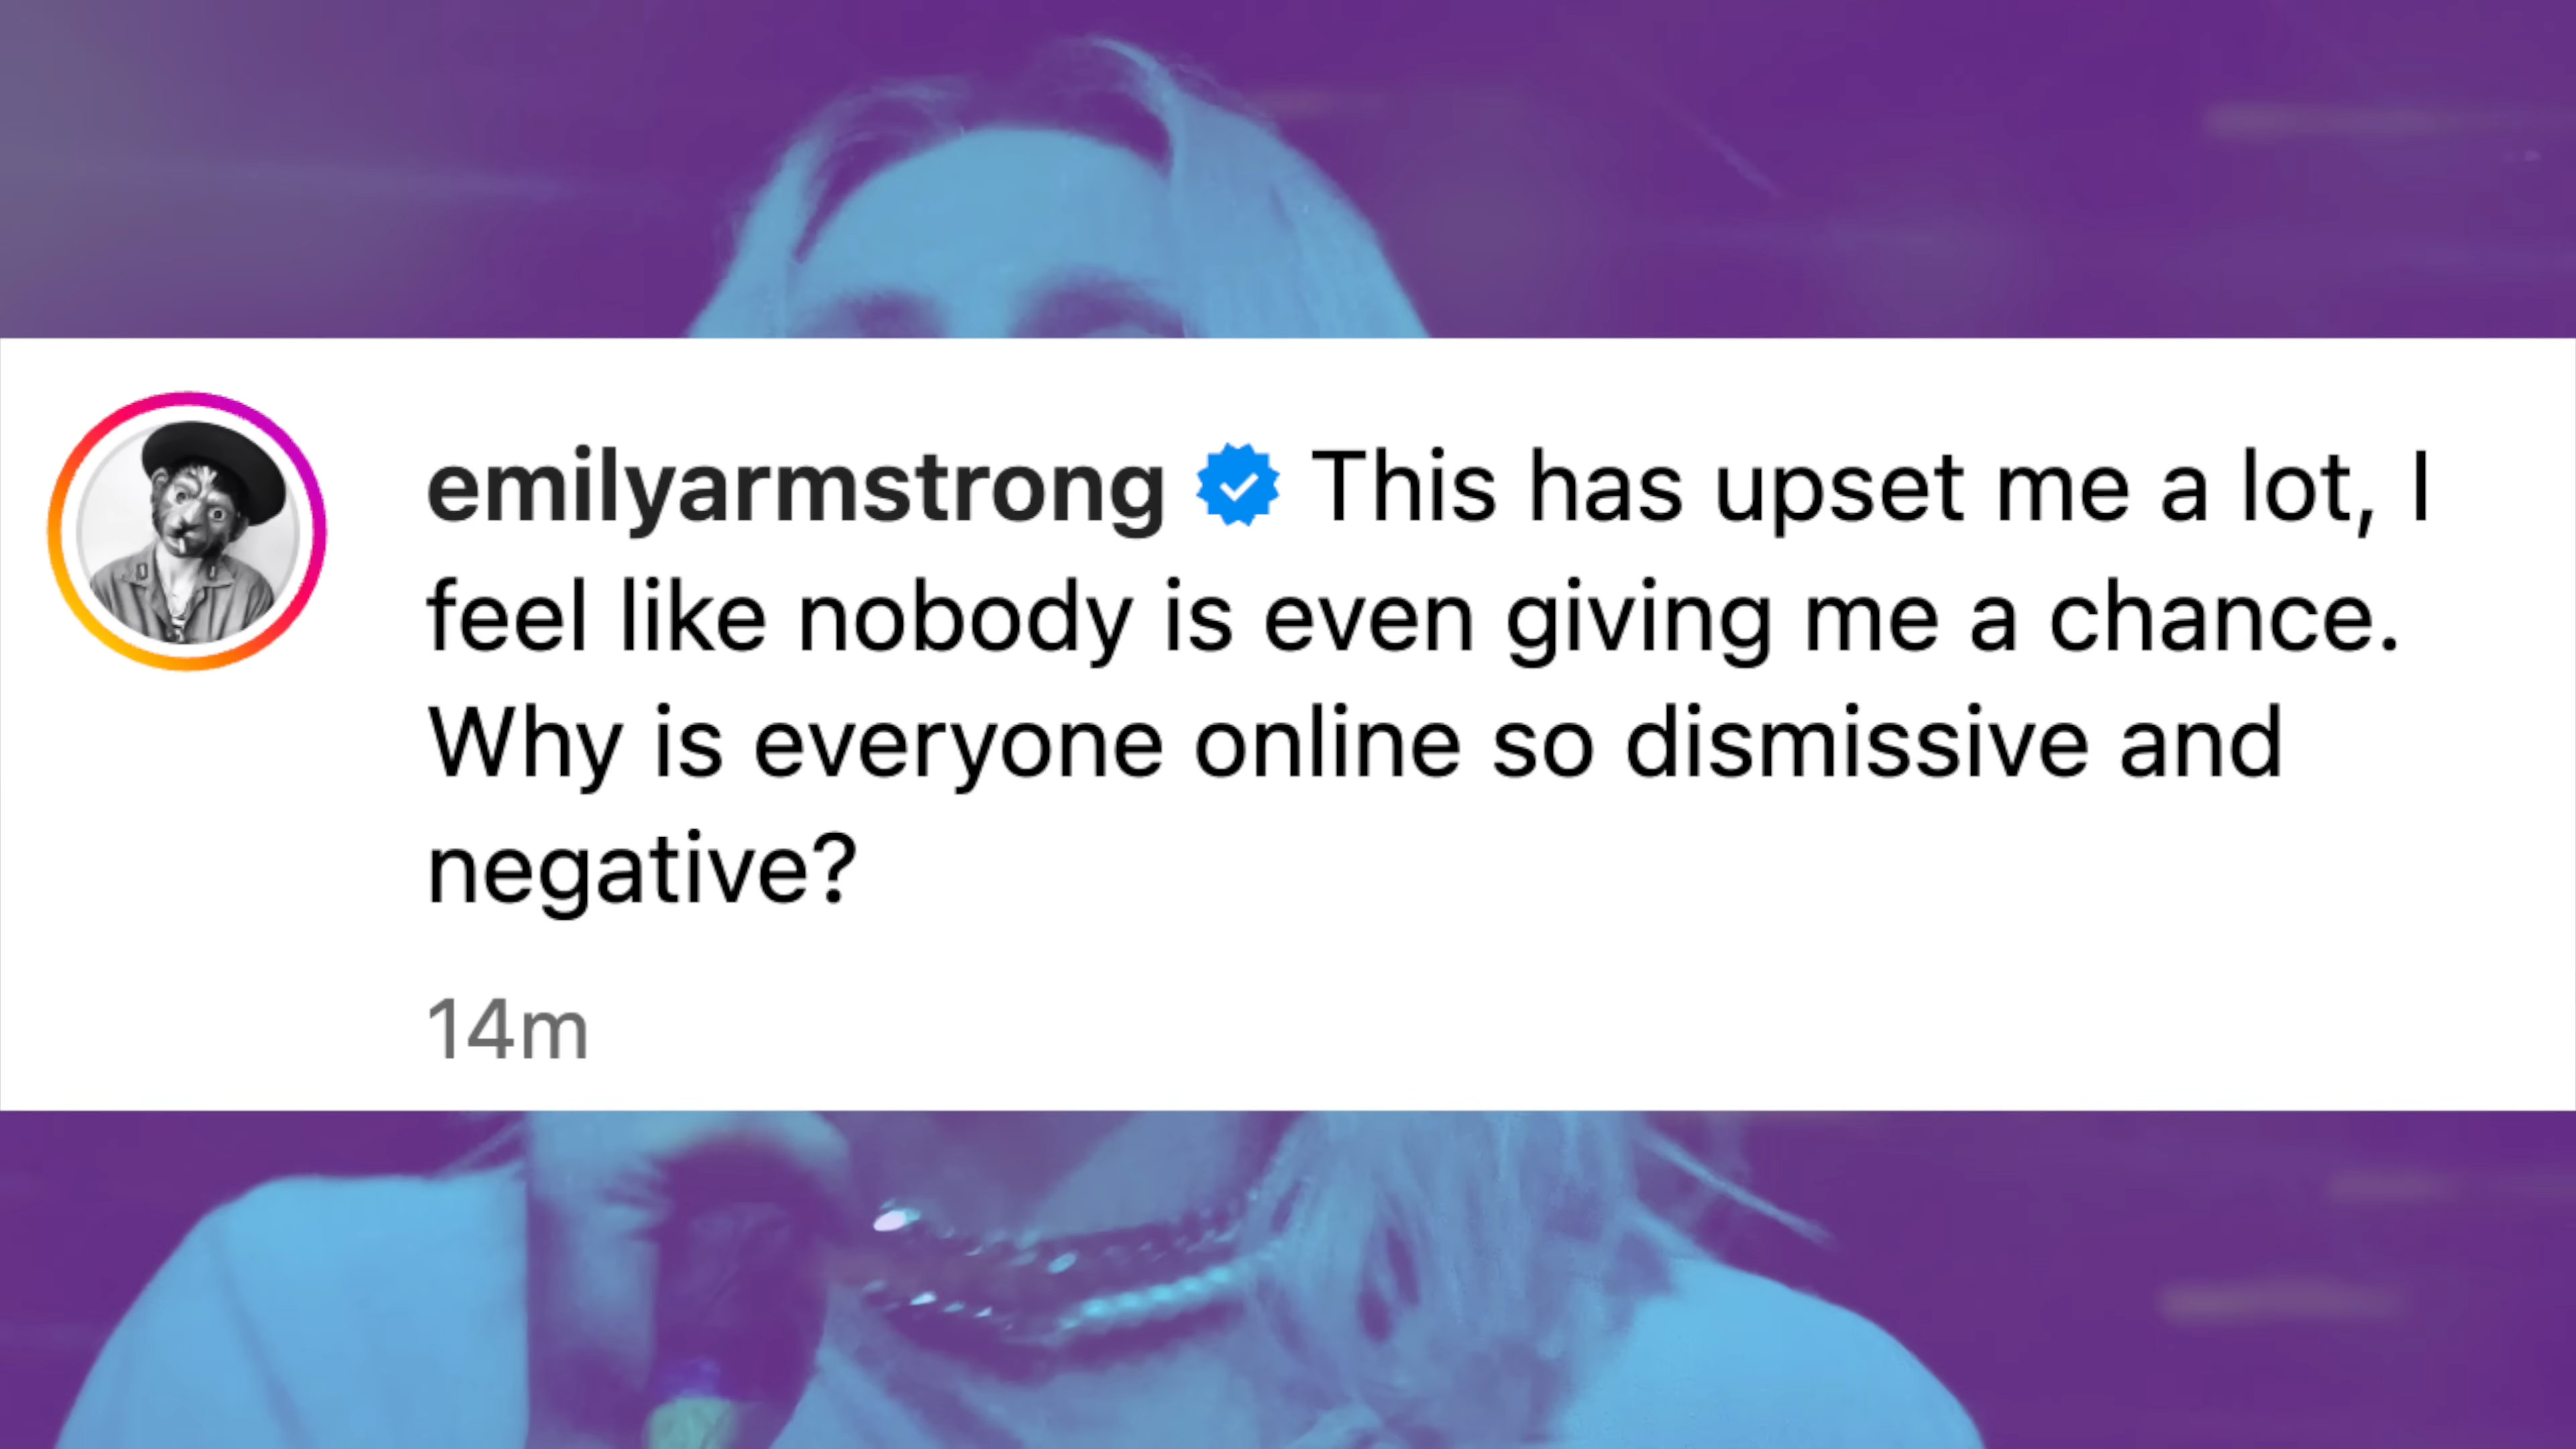 emilyarmstrong This has upset me a lot, I
feel like nobody is even giving me a chance.
Why is everyone online so dismissive and
negative?
14m